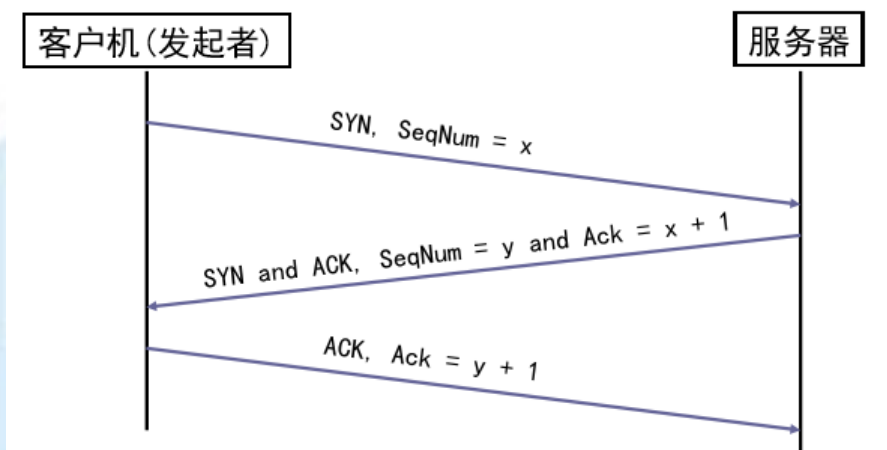 客户机(发起者)
服务器
SYN, SeqNum = x
SYN and ACK, SeqNum = y and Ack = x + 1
ACK, Ack = y + 1